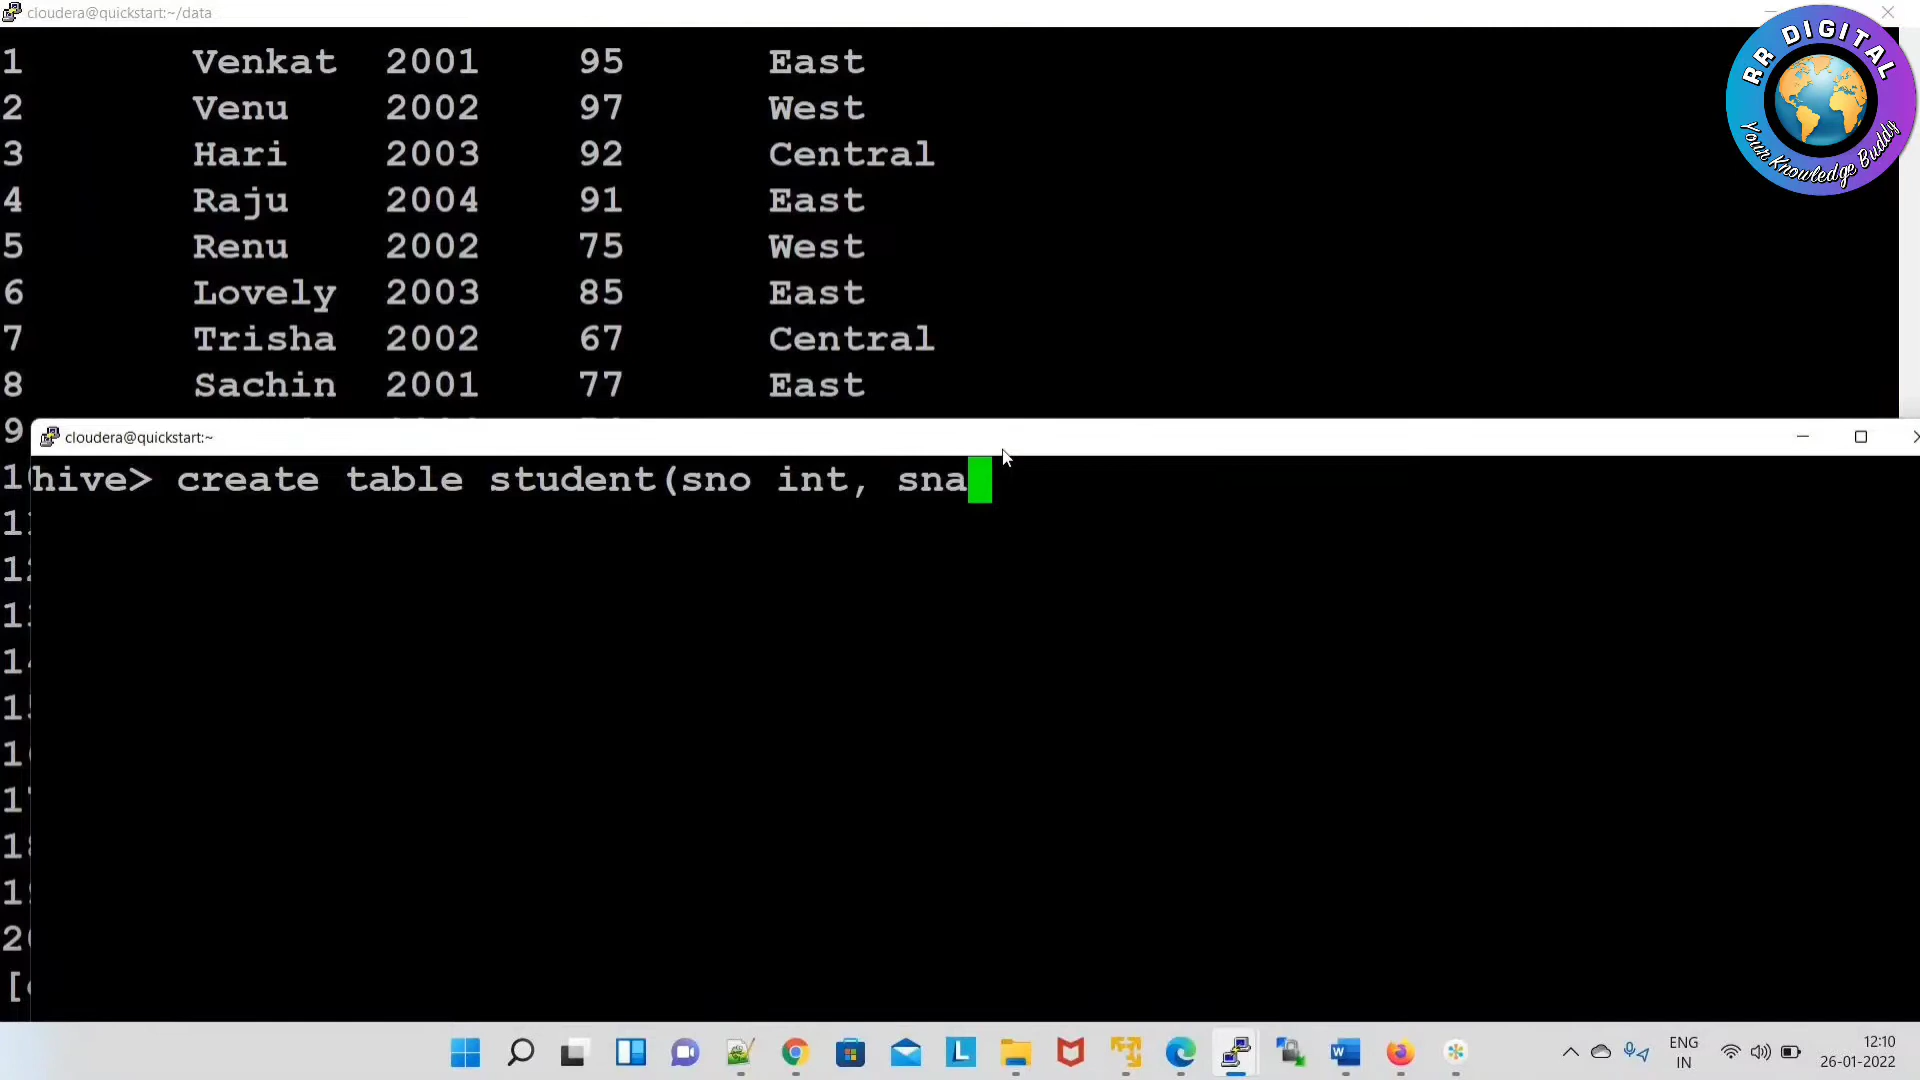 cloudera@quickstart:~/data
RR DIGITAL
Your Knowledge Buddy
1 Venkat 2001 95 East
2 Venu 2002 97 West
3 Hari 2003 92 Central
4 Raju 2004 91 East
5 Renu 2002 75 West
6 Lovely 2003 85 East
7 Trisha 2002 67 Central
8 Sachin 2001 77 East
9
cloudera@quickstart:~
hive> create table student(sno int, sna
ENG
IN
12:10
26-01-2022